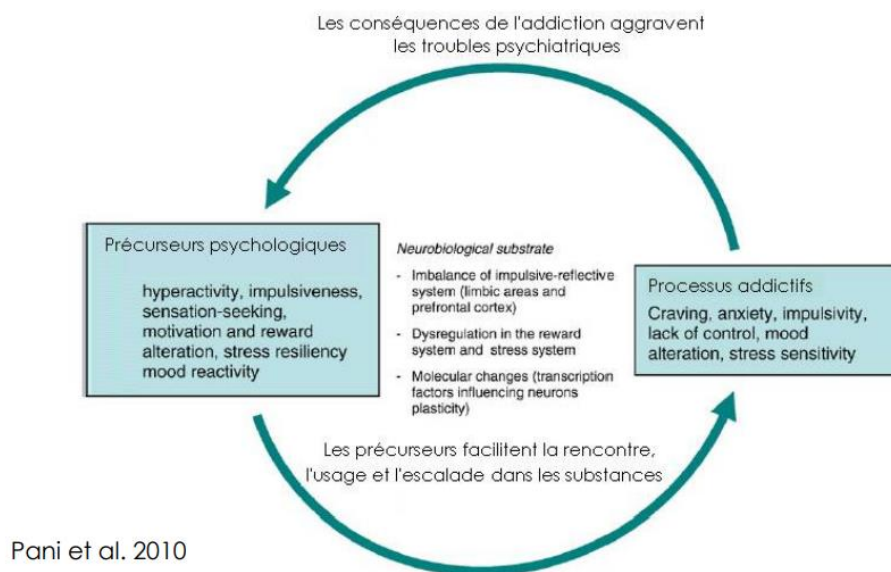 Les conséquences de l'addiction aggravent
les troubles psychiatriques
Précurseurs psychologiques
hyperactivity, impulsiveness,
sensation-seeking,
motivation and reward
alteration, stress resiliency
mood reactivity
Neurobiological substrate
- Imbalance of impulsive-reflective
system (limbic areas and
prefrontal cortex)
- Dysregulation in the reward
system and stress system
- Molecular changes (transcription
factors influencing neurons
plasticity)
Processus addictifs
Craving, anxiety, impulsivity,
lack of control, mood
alteration, stress sensitivity
Les précurseurs facilitent la rencontre,
l'usage et l'escalade dans les substances
Pani et al. 2010